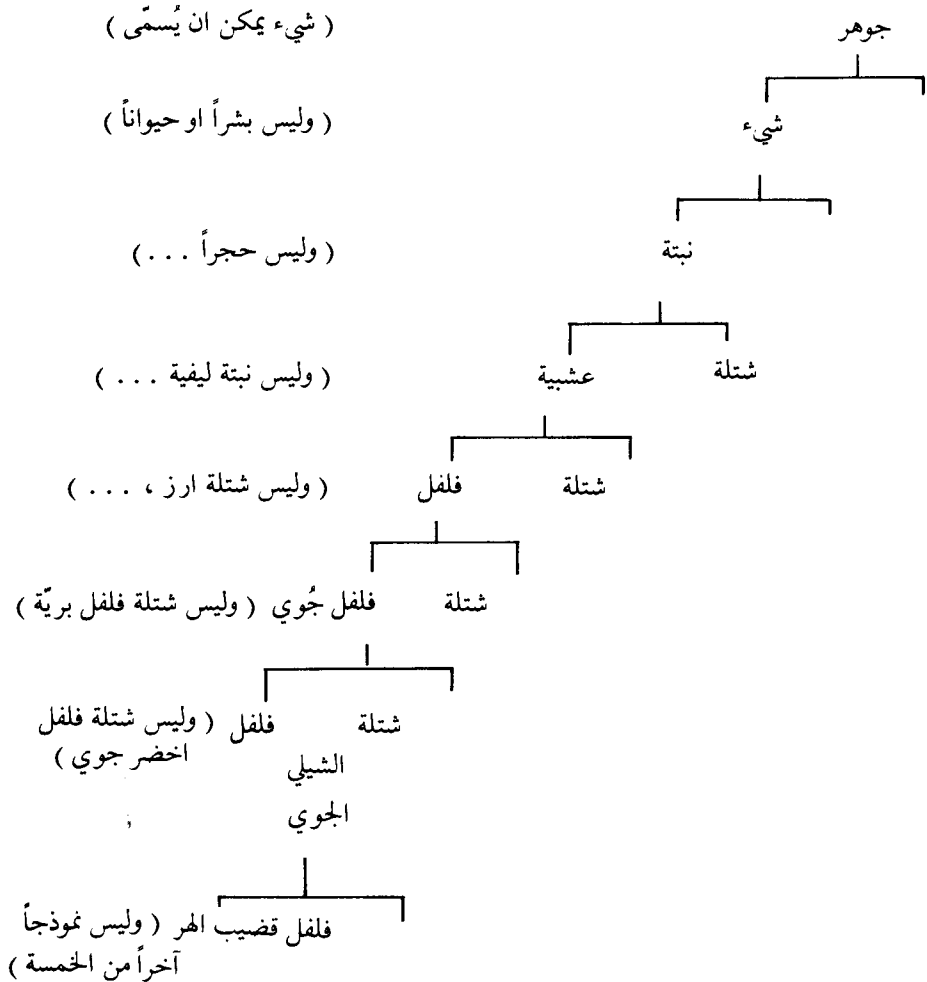 جوهر ( شيء يمكن ان يُسمّى )
شيء ( وليس بشراً او حيواناً )
نبتة ( وليس حجراً . . . )
شتلة عشبية ( وليس نبتة ليفية . . . )
شتلة فلفل ( وليس شتلة ارز ، . . . )
شتلة فلفل جُوي ( وليس شتلة فلفل بريّة )
شتلة فلفل ( وليس شتلة فلفل
الشيلي اخضر جوي )
الجوي
فلفل قضيب الهر ( وليس نموذجاً
آخراً من الخمسة )